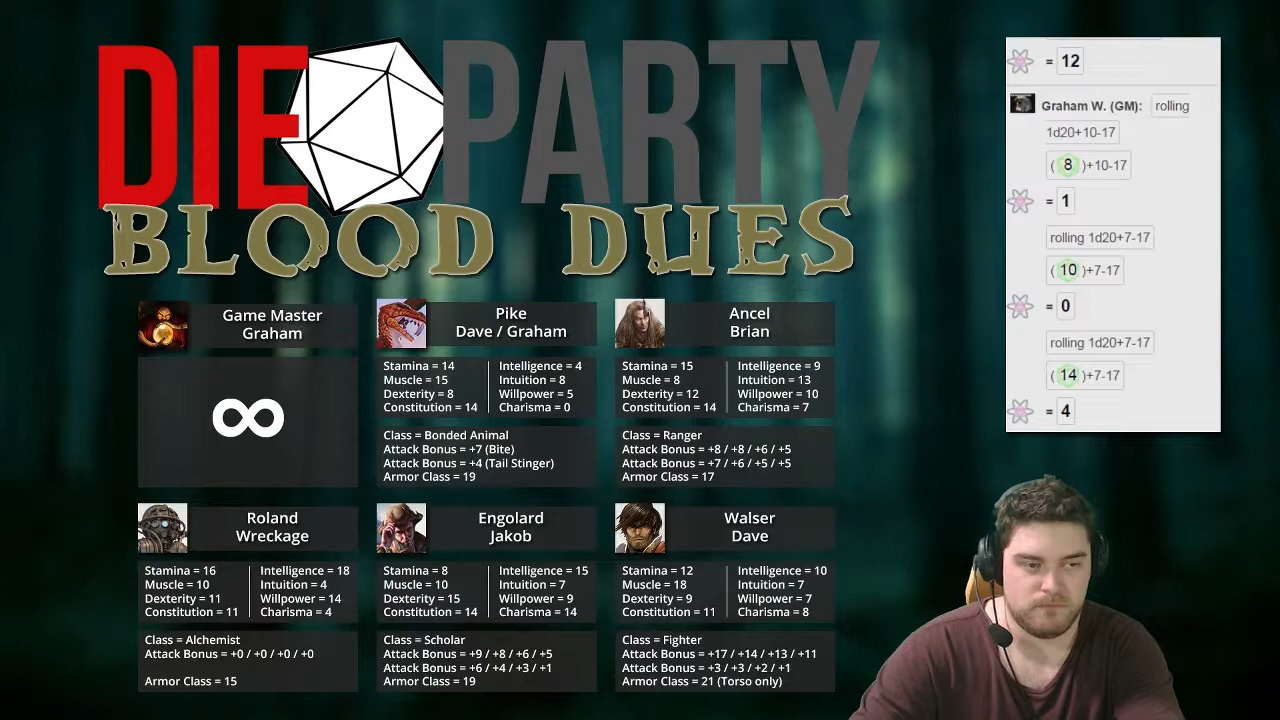 DIE PARTY
BLOOD DUES
Game Master
Graham
∞
Pike
Dave / Graham
Stamina = 14
Muscle = 15
Dexterity = 8
Constitution = 14
Intelligence = 4
Intuition = 8
Willpower = 5
Charisma = 0
Class = Bonded Animal
Attack Bonus = +7 (Bite)
Attack Bonus = +4 (Tail Stinger)
Armor Class = 19
Ancel
Brian
Stamina = 15
Muscle = 8
Dexterity = 12
Constitution = 14
Intelligence = 9
Intuition = 13
Willpower = 10
Charisma = 7
Class = Ranger
Attack Bonus = +8 / +8 / +6 / +5
Attack Bonus = +7 / +6 / +5 / +5
Armor Class = 17
Roland
Wreckage
Stamina = 16
Muscle = 10
Dexterity = 11
Constitution = 11
Intelligence = 18
Intuition = 4
Willpower = 14
Charisma = 4
Class = Alchemist
Attack Bonus = +0 / +0 / +0 / +0
Armor Class = 15
Engolard
Jakob
Stamina = 8
Muscle = 10
Dexterity = 15
Constitution = 14
Intelligence = 15
Intuition = 7
Willpower = 9
Charisma = 14
Class = Scholar
Attack Bonus = +9 / +8 / +6 / +5
Attack Bonus = +6 / +4 / +3 / +1
Armor Class = 19
Walser
Dave
Stamina = 12
Muscle = 18
Dexterity = 9
Constitution = 11
Intelligence = 10
Intuition = 7
Willpower = 7
Charisma = 8
Class = Fighter
Attack Bonus = +17 / +14 / +13 / +11
Attack Bonus = +3 / +3 / +2 / +1
Armor Class = 21 (Torso only)
= 12
Graham W. (GM): rolling
1d20+10-17
(8)+10-17
= 1
rolling 1d20+7-17
(10)+7-17
= 0
rolling 1d20+7-17
(14)+7-17
= 4